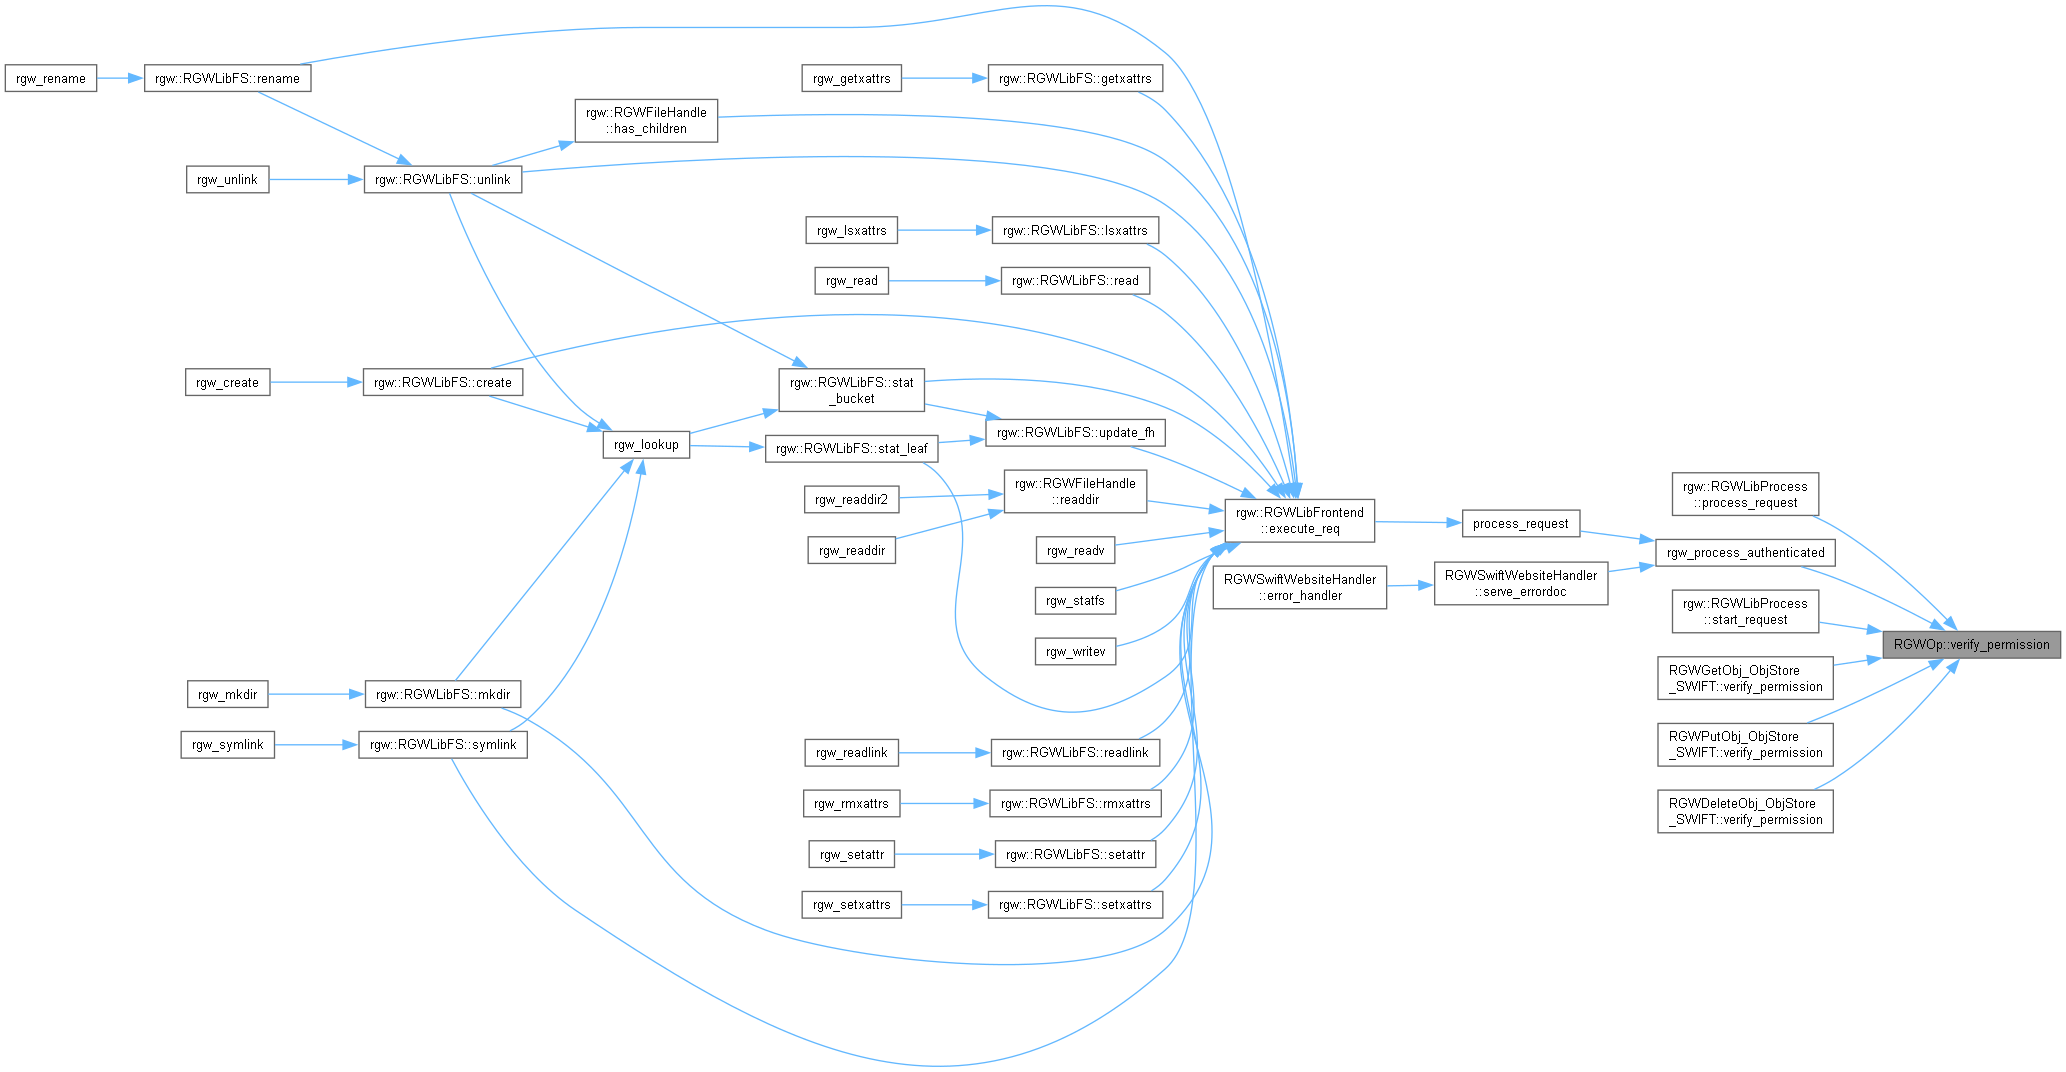 rgw_rename
rgw::RGWLibFS::rename
rgw_getxattrs
rgw::RGWLibFS::getxattrs
rgw::RGWFileHandle
::has_children
rgw_unlink
rgw::RGWLibFS::unlink
rgw_lsxattrs
rgw::RGWLibFS::lsxattrs
rgw_read
rgw::RGWLibFS::read
rgw_create
rgw::RGWLibFS::create
rgw::RGWLibFS::stat
_bucket
rgw_lookup
rgw::RGWLibFS::stat_leaf
rgw::RGWLibFS::update_fh
rgw_readdir2
rgw::RGWFileHandle
::readdir
rgw_readdir
rgw_readv
rgw::RGWLibFrontend
::execute_req
process_request
rgw::RGWLibProcess
::process_request
rgw_process_authenticated
rgw_statfs
RGWSwiftWebsiteHandler
::error_handler
RGWSwiftWebsiteHandler
::serve_errordoc
rgw::RGWLibProcess
::start_request
rgw_writev
RGWOp::verify_permission
RGWGetObj_ObjStore
_SWIFT::verify_permission
rgw_mkdir
rgw::RGWLibFS::mkdir
rgw_symlink
rgw::RGWLibFS::symlink
rgw_readlink
rgw::RGWLibFS::readlink
RGWPutObj_ObjStore
_SWIFT::verify_permission
rgw_rmxattrs
rgw::RGWLibFS::rmxattrs
RGWDeleteObj_ObjStore
_SWIFT::verify_permission
rgw_setattr
rgw::RGWLibFS::setattr
rgw_setxattrs
rgw::RGWLibFS::setxattrs